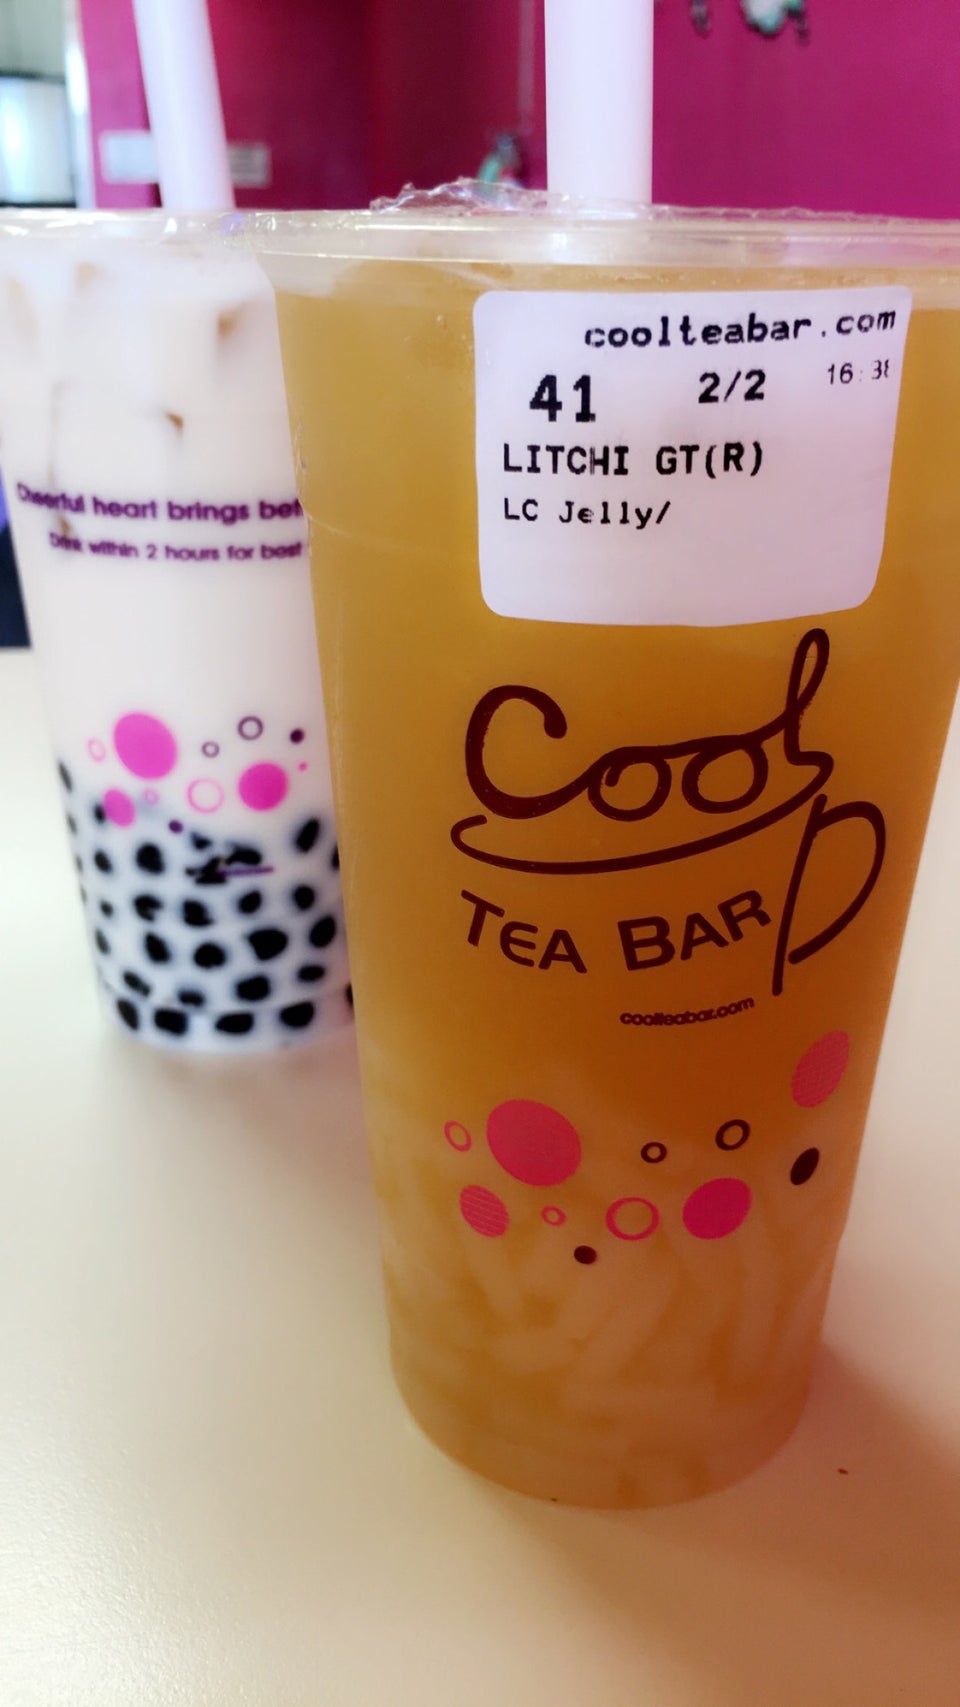 coolteabar.com
41 2/2 16:38
LITCHI GT(R)
LC Jelly/
Cool
TEA BAR
coolteabar.com
Cheerful heart brings
Drink within 2 hours for best